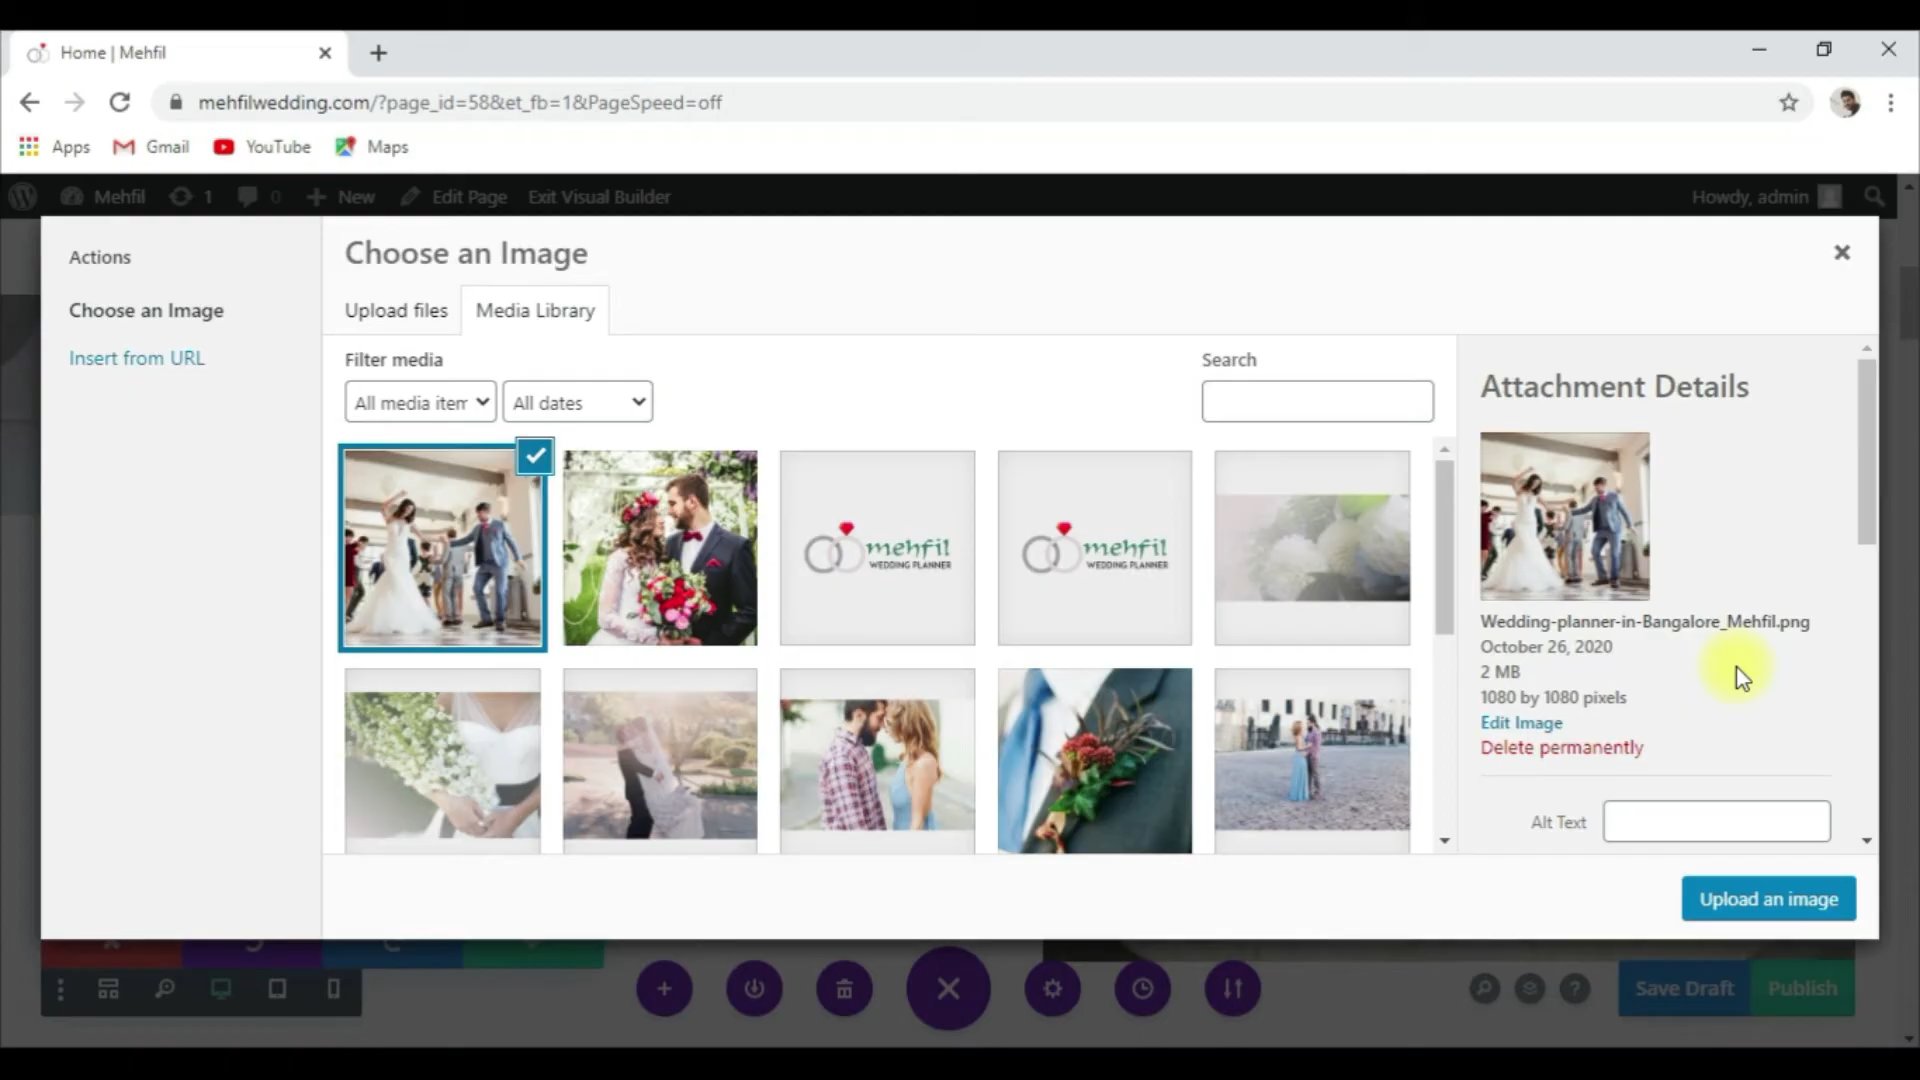 Home | Mehfil
mehfilwedding.com/?page_id=58&et_fb=1&PageSpeed=off
Apps Gmail YouTube Maps
Mehfil 1 0 New Edit Page Exit Visual Builder Howdy, admin
Actions
Choose an Image
Insert from URL
Choose an Image
Upload files Media Library
Filter media
All media item All dates
Search
mehfil
WEDDING PLANNER
mehfil
WEDDING PLANNER
Attachment Details
Wedding-planner-in-Bangalore_Mehfil.png
October 26, 2020
2 MB
1080 by 1080 pixels
Edit Image
Delete permanently
Alt Text
Upload an image
Save Draft Publish